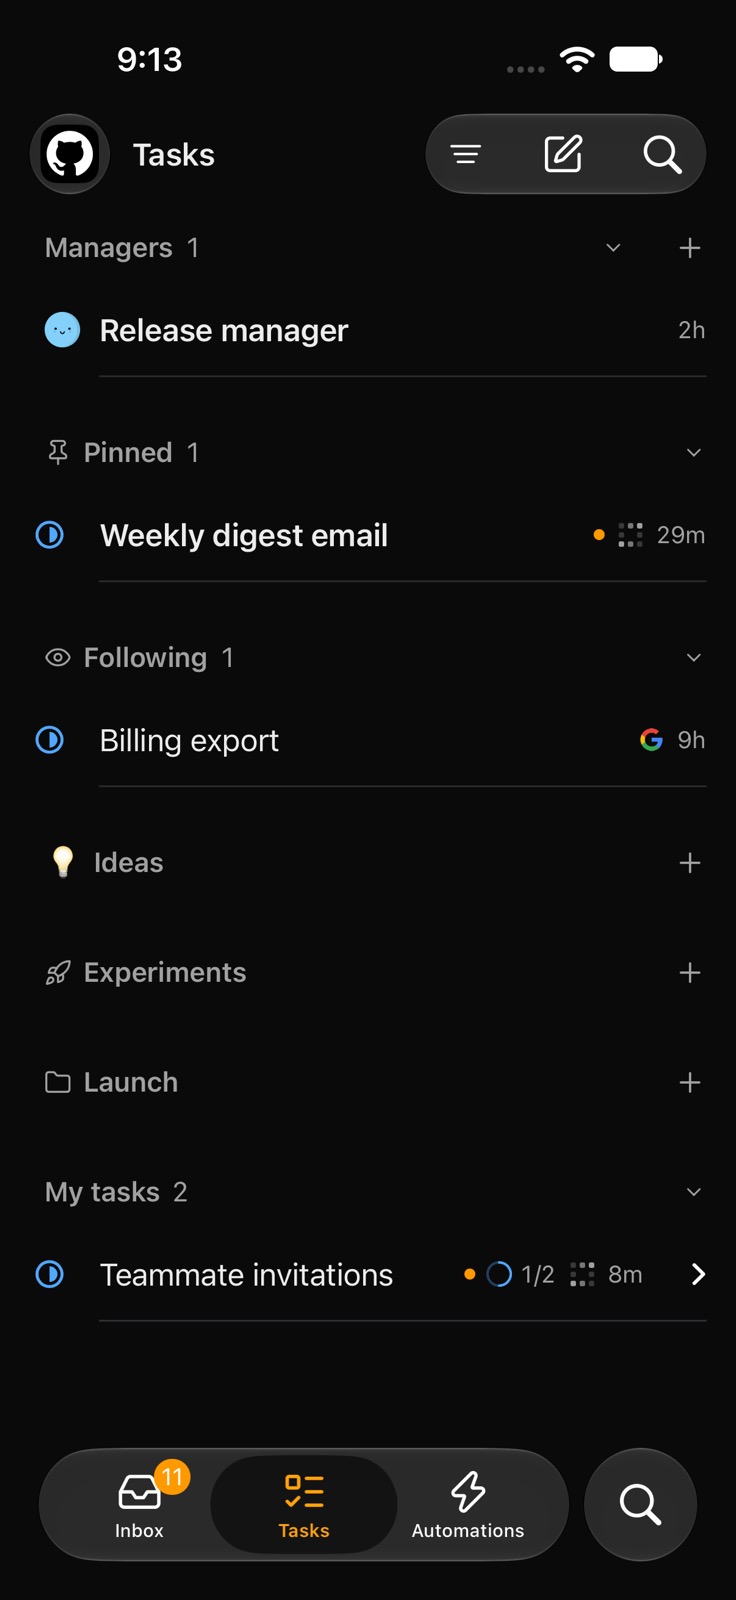 9:13
Tasks
Managers 1
Release manager 2h
Pinned 1
Weekly digest email 29m
Following 1
Billing export 9h
Ideas
Experiments
Launch
My tasks 2
Teammate invitations 1/2 8m
11
Inbox Tasks Automations